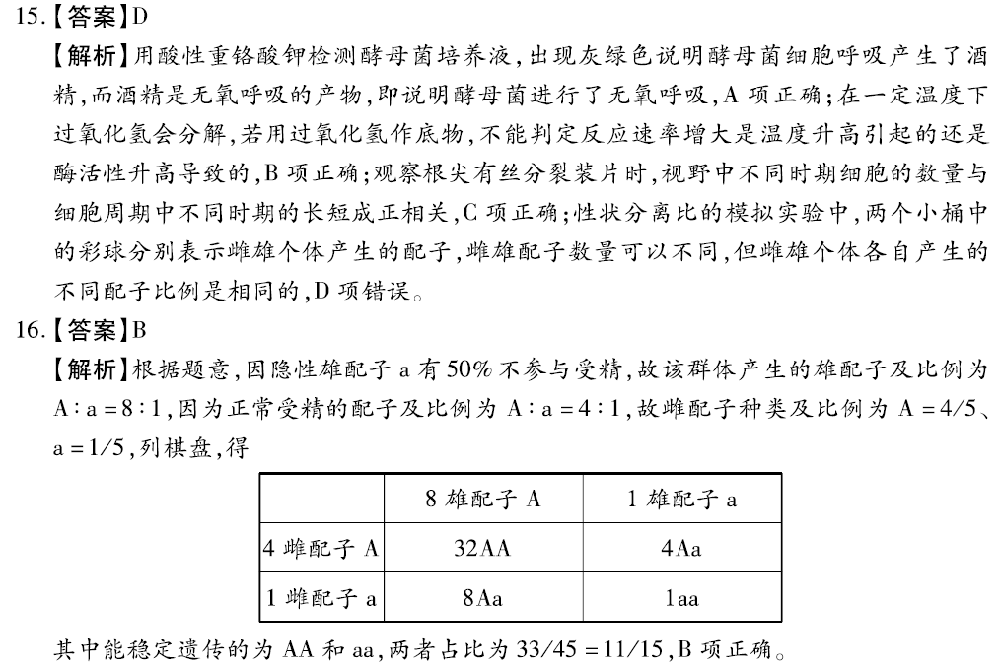 15.【答案】D
【解析】用酸性重铬酸钾检测酵母菌培养液,出现灰绿色说明酵母菌细胞呼吸产生了酒
精,而酒精是无氧呼吸的产物,即说明酵母菌进行了无氧呼吸,A 项正确;在一定温度下
过氧化氢会分解,若用过氧化氢作底物,不能判定反应速率增大是温度升高引起的还是
酶活性升高导致的,B 项正确;观察根尖有丝分裂装片时,视野中不同时期细胞的数量与
细胞周期中不同时期的长短成正相关,C 项正确;性状分离比的模拟实验中,两个小桶中
的彩球分别表示雌雄个体产生的配子,雌雄配子数量可以不同,但雌雄个体各自产生的
不同配子比例是相同的,D 项错误。
16.【答案】B
【解析】根据题意,因隐性雄配子 a 有 50% 不参与受精,故该群体产生的雄配子及比例为
A∶a =8∶1,因为正常受精的配子及比例为 A∶a =4∶1,故雌配子种类及比例为 A =4/5、
a =1/5,列棋盘,得
8 雄配子 A 1 雄配子 a
4 雌配子 A 32AA 4Aa
1 雌配子 a 8Aa 1aa
其中能稳定遗传的为 AA 和 aa,两者占比为 33/45 =11/15,B 项正确。